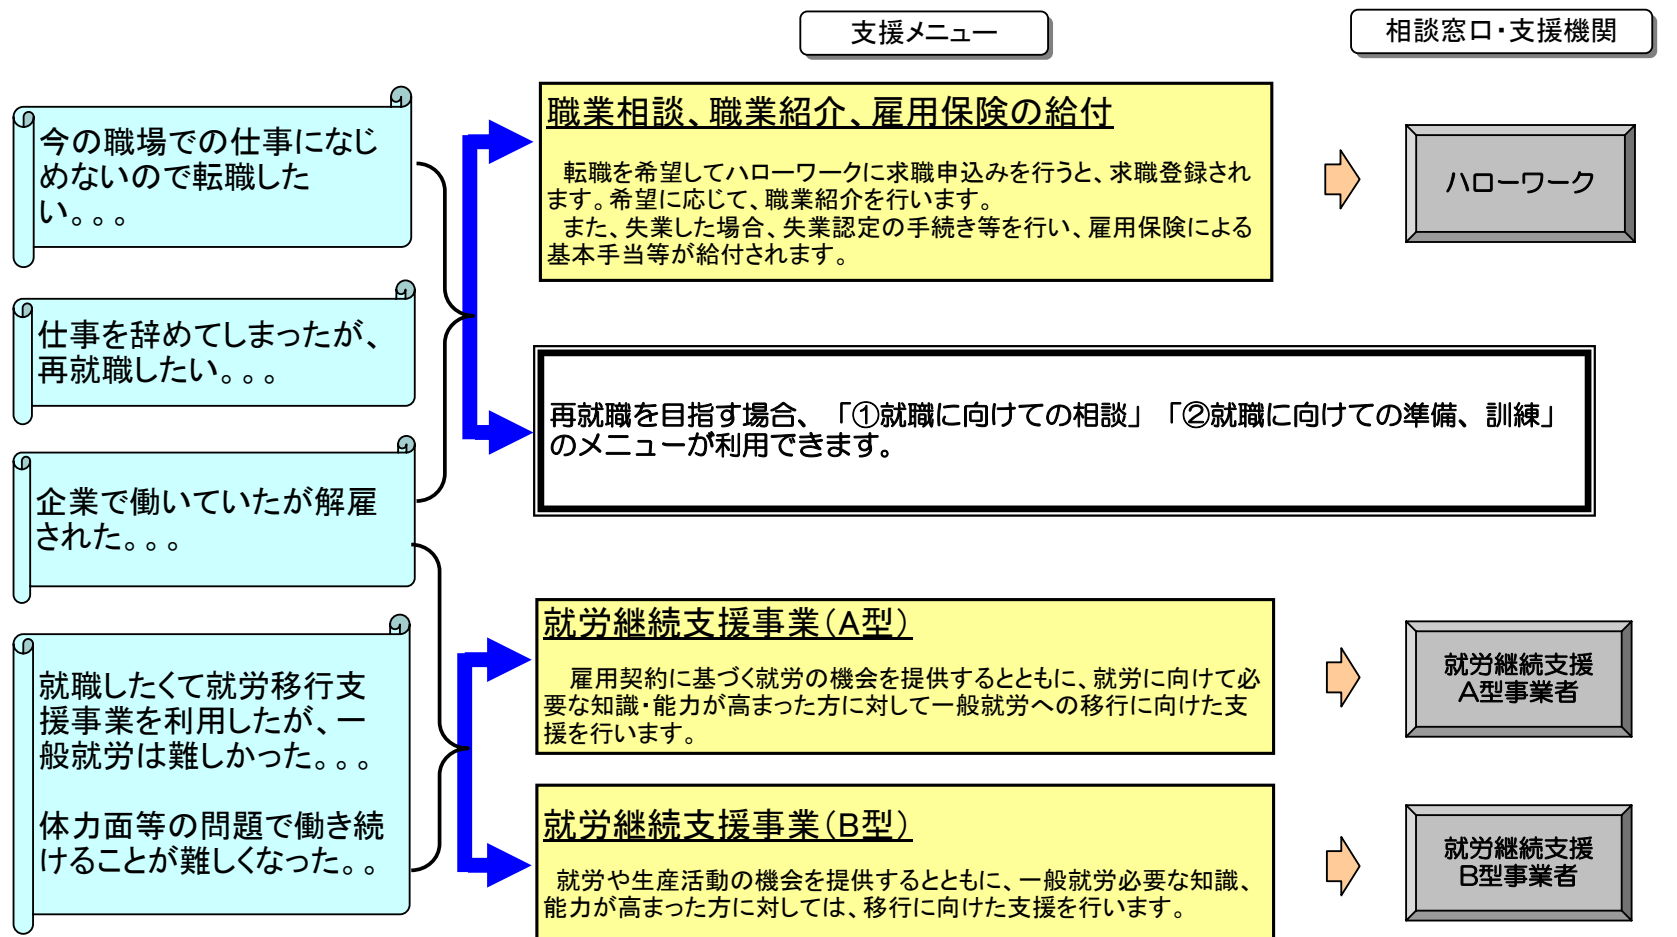 支援メニュー
相談窓口・支援機関
今の職場での仕事になじ
めないので転職した
い。。。
仕事を辞めてしまったが、
再就職したい。。。
企業で働いていたが解雇
された。。。
就職したくて就労移行支
援事業を利用したが、一
般就労は難しかった。。。
体力面等の問題で働き続
けることが難しくなった。。
職業相談、職業紹介、雇用保険の給付
転職を希望してハローワークに求職申込みを行うと、求職登録され
ます。希望に応じて、職業紹介を行います。
また、失業した場合、失業認定の手続き等を行い、雇用保険による
基本手当等が給付されます。
ハローワーク
再就職を目指す場合、「①就職に向けての相談」「②就職に向けての準備、訓練」
のメニューが利用できます。
就労継続支援事業（A型）
雇用契約に基づく就労の機会を提供するとともに、就労に向けて必
要な知識・能力が高まった方に対して一般就労への移行に向けた支
援を行います。
就労継続支援
A型事業者
就労継続支援事業（B型）
就労や生産活動の機会を提供するとともに、一般就労必要な知識、
能力が高まった方に対しては、移行に向けた支援を行います。
就労継続支援
B型事業者